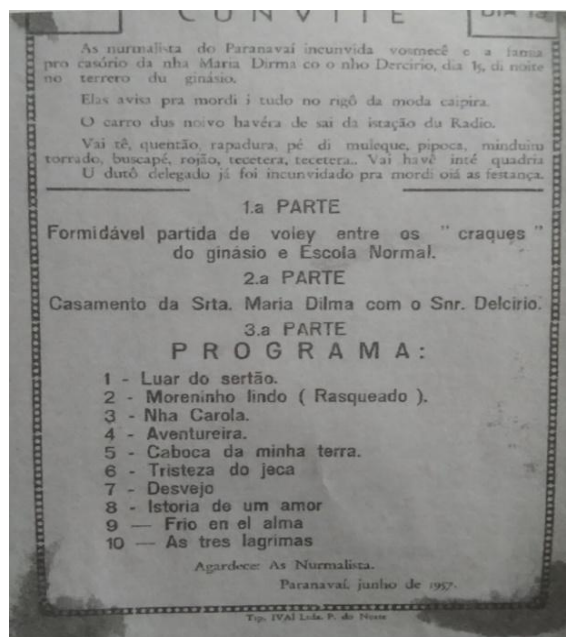 CONVITE
DIA 15
As nurmalista do Paranavaí incunvida vosmecê e a famia
pro casório da nha Maria Dirma co o nho Dercirio, dia 15, di noite
no terrero du ginásio.
Elas avisa pra mordi i tudo no rigô da moda caipira.
O carro dus noivo havéra de sai da istação du Radio.
Vai tê, quentão, rapadura, pé di muleque, pipoca, minduim
torrado, buscapé, rojão, tecetera, tecetera.. Vai havê inté quadria
U dutô delegado já foi incunvidado pra mordi oiá as festança.
1.a PARTE
Formidável partida de voley entre os " craques "
do ginásio e Escola Normal.
2.a PARTE
Casamento da Srta. Maria Dilma com o Snr. Delcirio.
3.a PARTE
PROGRAMA:
1 - Luar do sertão.
2 - Moreninho lindo ( Rasqueado ).
3 - Nha Carola.
4 - Aventureira.
5 - Caboca da minha terra.
6 - Tristeza do jeca
7 - Desvejo
8 - Istoria de um amor
9 — Frio en el alma
10 — As tres lagrimas
Agardece: As Nurmalista.
Paranavaí, junho de 1957.
Tip. IVAÍ Ltda. P. do Norte